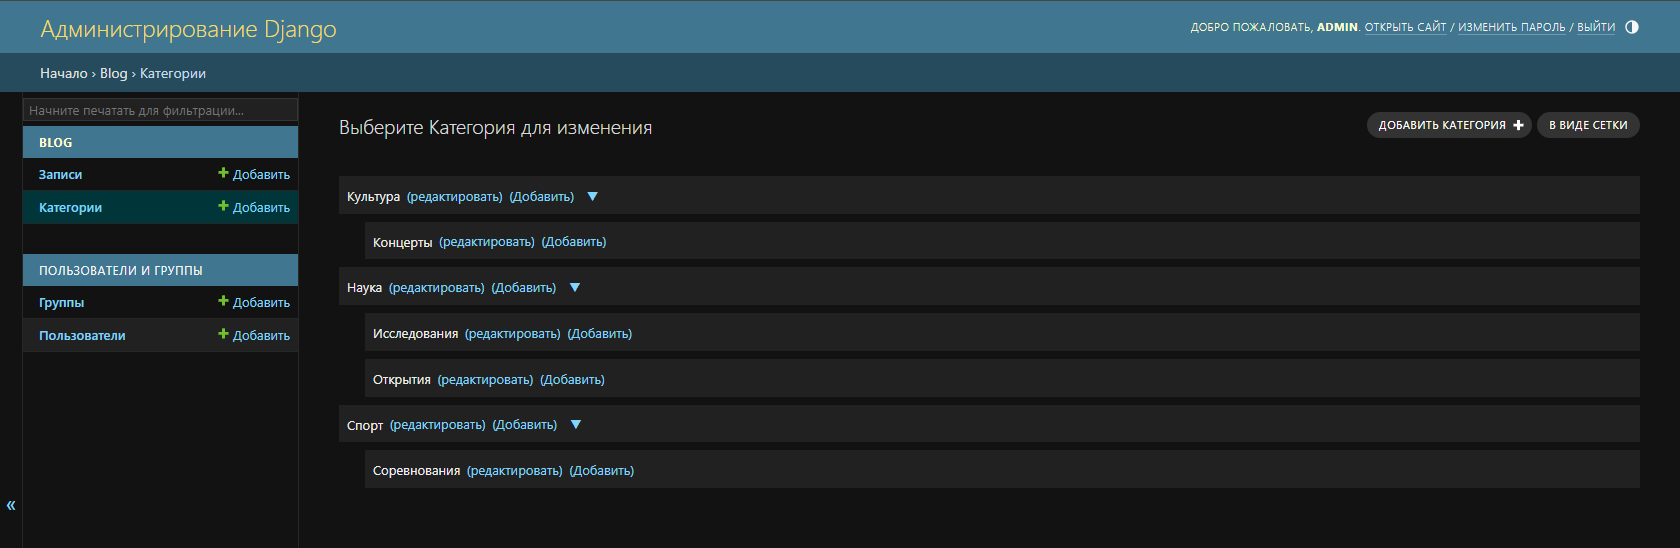 Администрирование Django
ДОБРО ПОЖАЛОВАТЬ, ADMIN. ОТКРЫТЬ САЙТ / ИЗМЕНИТЬ ПАРОЛЬ / ВЫЙТИ
Начало › Blog › Категории
Начните печатать для фильтрации...
BLOG
Записи + Добавить
Категории + Добавить
ПОЛЬЗОВАТЕЛИ И ГРУППЫ
Группы + Добавить
Пользователи + Добавить
«
Выберите Категория для изменения
ДОБАВИТЬ КАТЕГОРИЯ +
В ВИДЕ СЕТКИ
Культура (редактировать) (Добавить) ▼
Концерты (редактировать) (Добавить)
Наука (редактировать) (Добавить) ▼
Исследования (редактировать) (Добавить)
Открытия (редактировать) (Добавить)
Спорт (редактировать) (Добавить) ▼
Соревнования (редактировать) (Добавить)